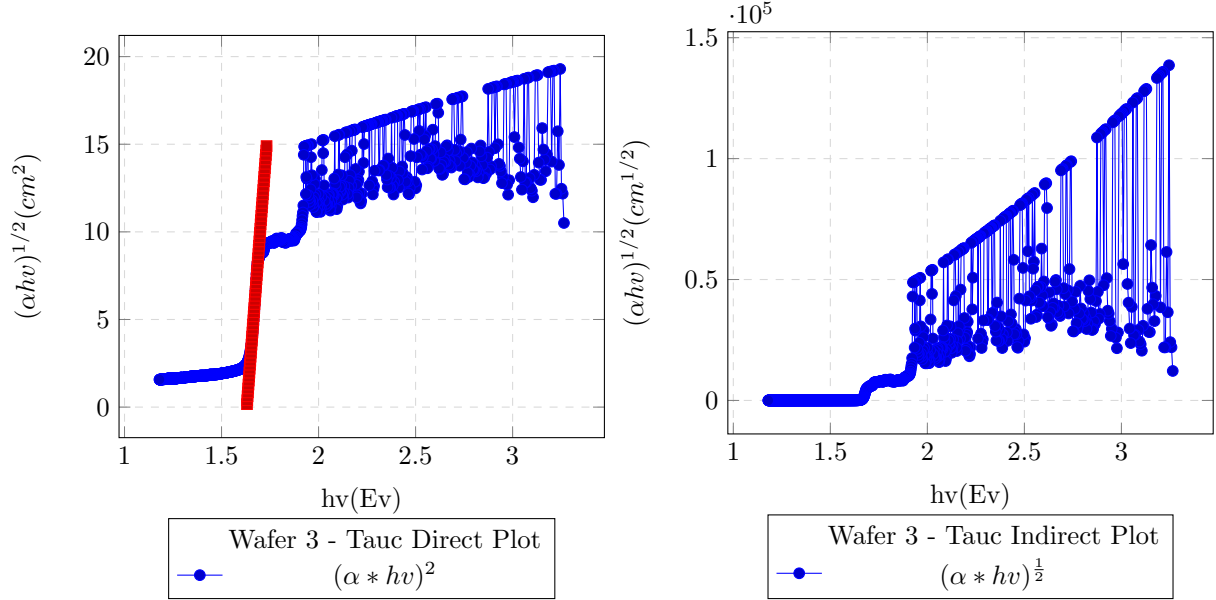 20
15
10
5
0
1
1.5
2
2.5
3
(αhv)^{1/2}(cm^2)
hv(Ev)
Wafer 3 - Tauc Direct Plot
(α ∗ hv)^2
·10^5
1.5
1
0.5
0
1
1.5
2
2.5
3
(αhv)^{1/2}(cm^{1/2})
hv(Ev)
Wafer 3 - Tauc Indirect Plot
(α ∗ hv)^{1/2}